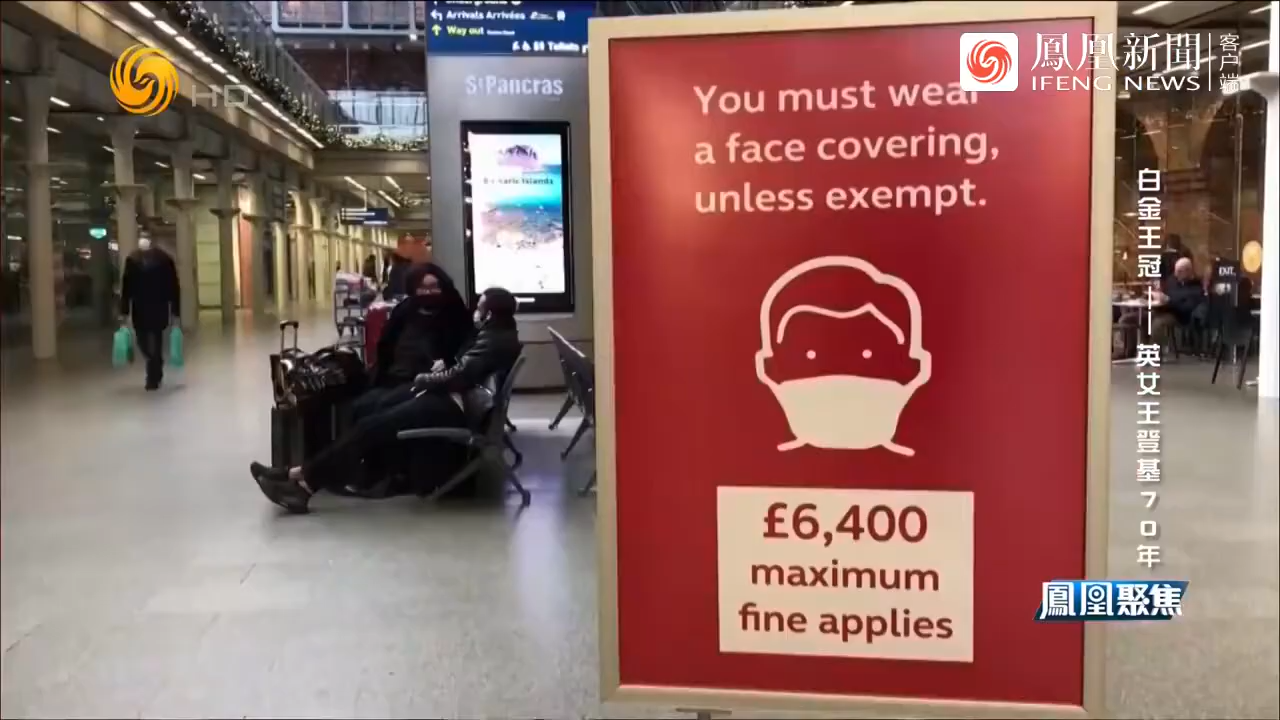 Arrivals Arrivées
Way out
Tickets
St Pancras
HD
鳳凰新聞
IFENG NEWS
客户端
You must wear
a face covering,
unless exempt.
£6,400
maximum
fine applies
EXIT
白金王冠——英女王登基70年
鳳凰聚焦